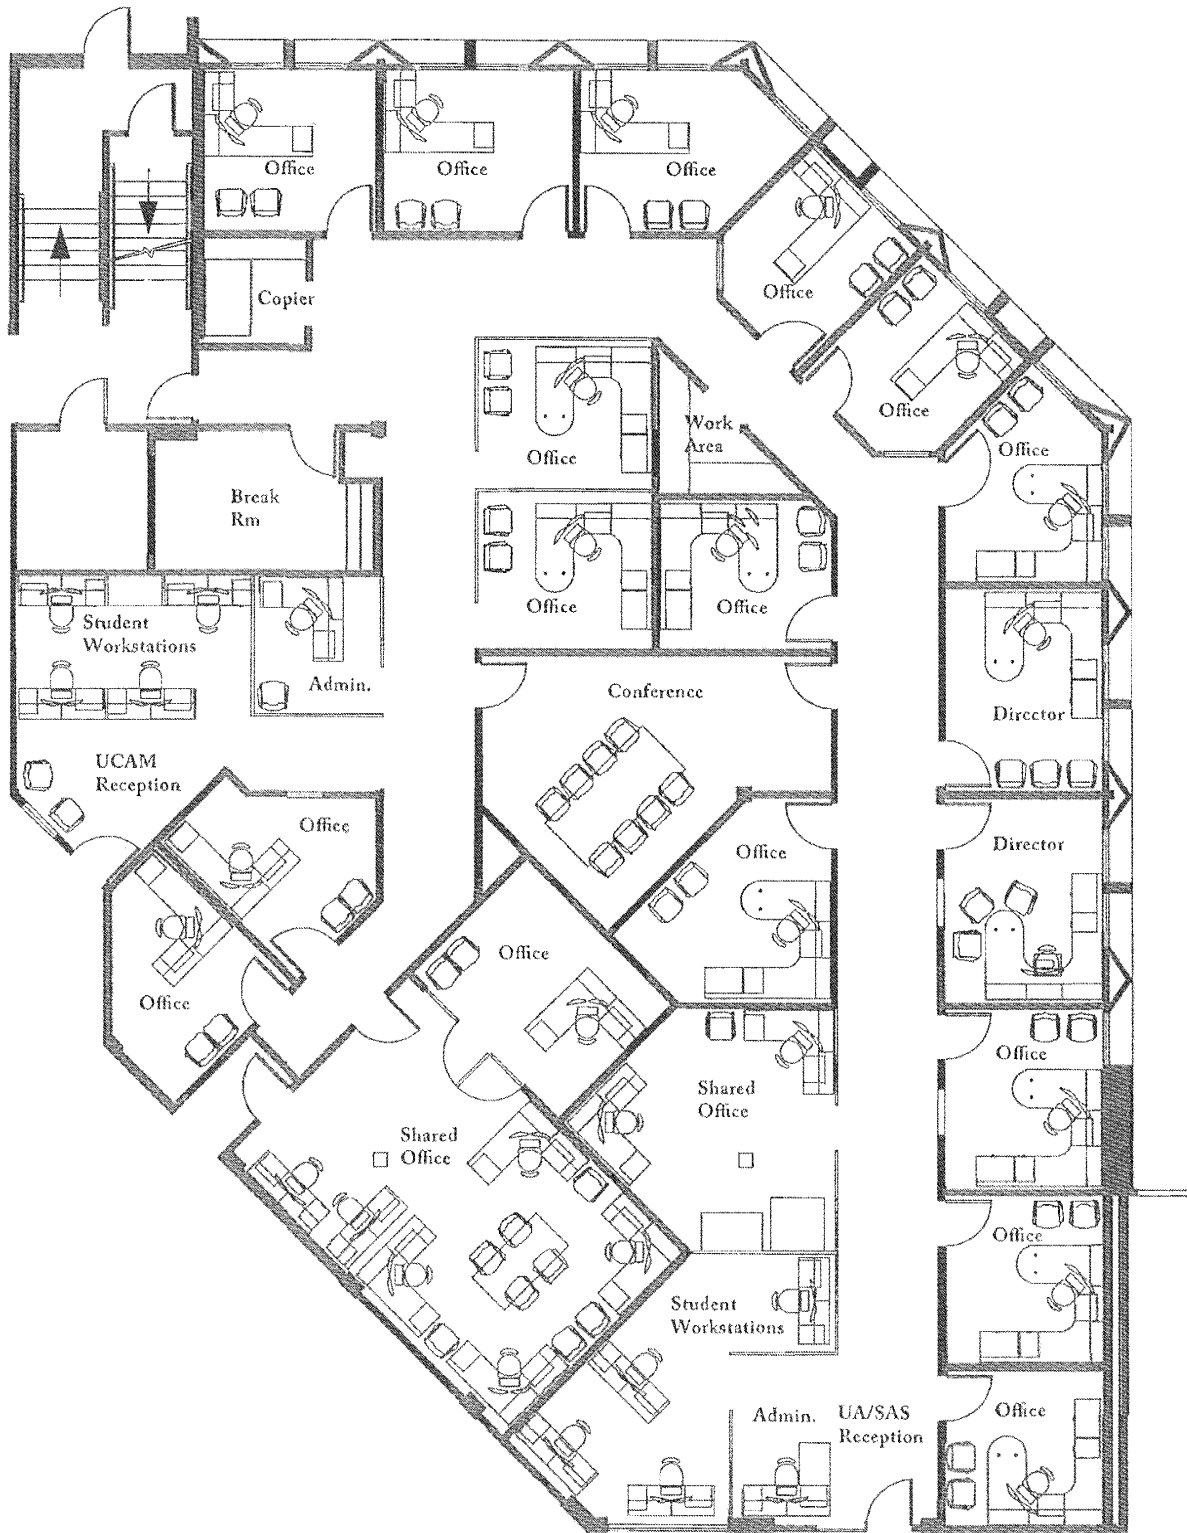 Office
Office
Office
Office
Copier
Office
Work
Area
Office
Office
Break
Rm
Office
Office
Student
Workstations
Admin.
Conference
Director
UCAM
Reception
Office
Office
Director
Office
Office
Office
Shared
Office
Shared
Office
Office
Student
Workstations
Admin.
UA/SAS
Reception
Office